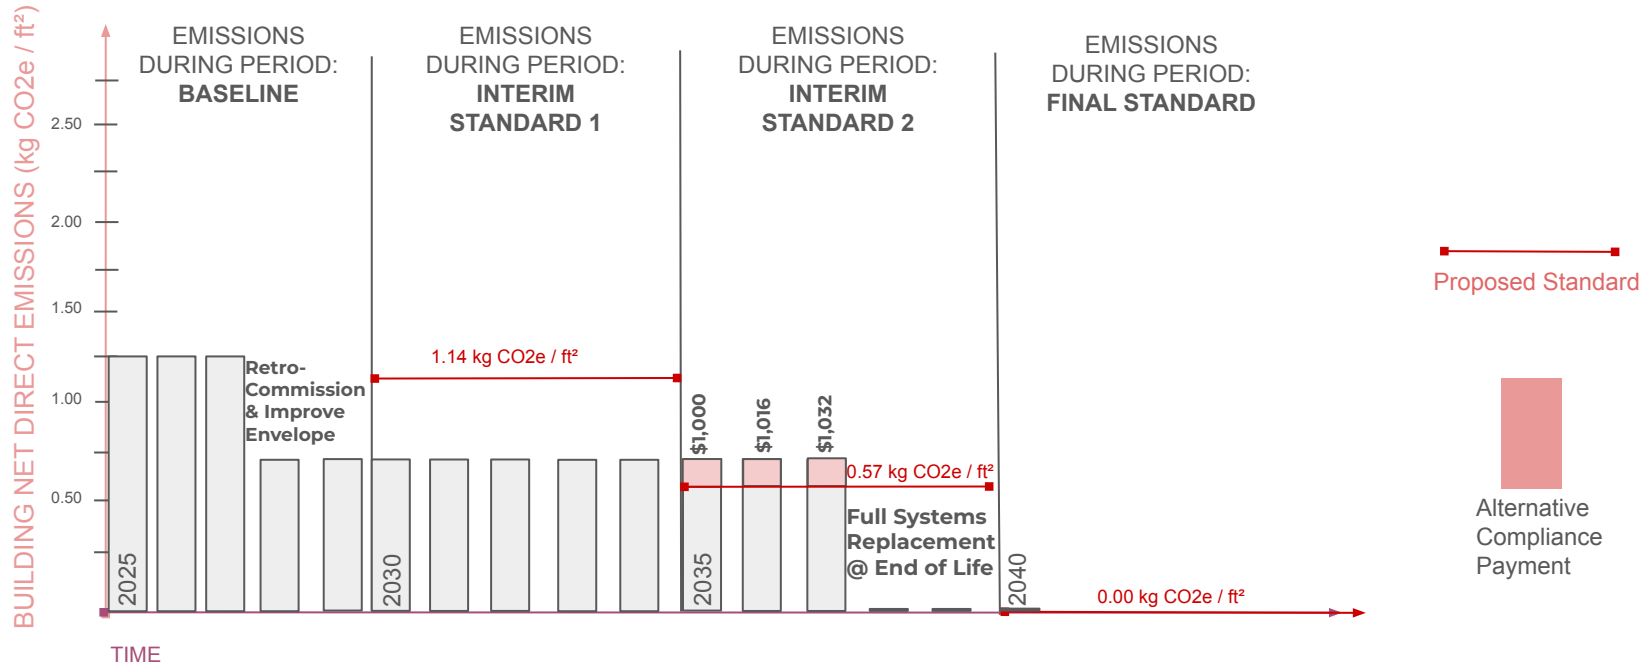 BUILDING NET DIRECT EMISSIONS (kg CO2e / ft²)
EMISSIONS
DURING PERIOD:
BASELINE
EMISSIONS
DURING PERIOD:
INTERIM
STANDARD 1
EMISSIONS
DURING PERIOD:
INTERIM
STANDARD 2
EMISSIONS
DURING PERIOD:
FINAL STANDARD
2.50
2.00
1.50
1.00
0.50
Retro-
Commission
& Improve
Envelope
1.14 kg CO2e / ft²
$1,000
$1,016
$1,032
0.57 kg CO2e / ft²
Full Systems
Replacement
@ End of Life
0.00 kg CO2e / ft²
2025
2030
2035
2040
TIME
Proposed Standard
Alternative
Compliance
Payment